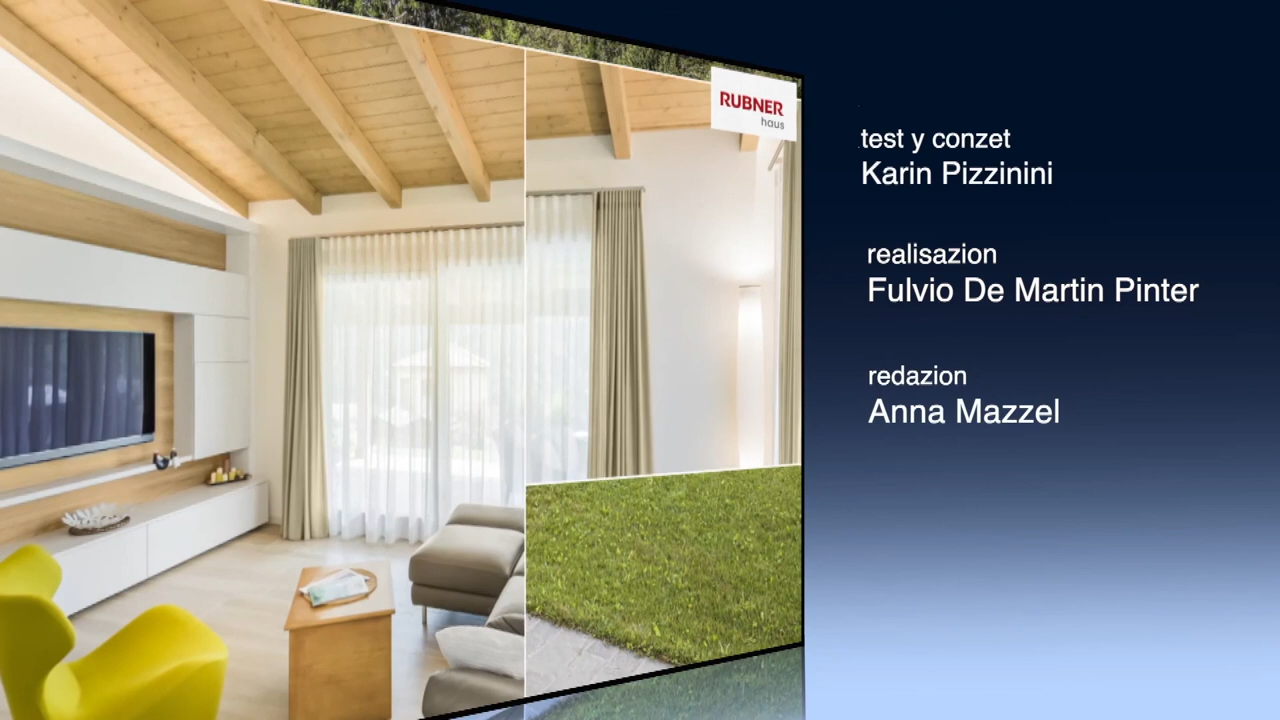 RUBNER
haus
test y conzet
Karin Pizzinini
realisazion
Fulvio De Martin Pinter
redazion
Anna Mazzel